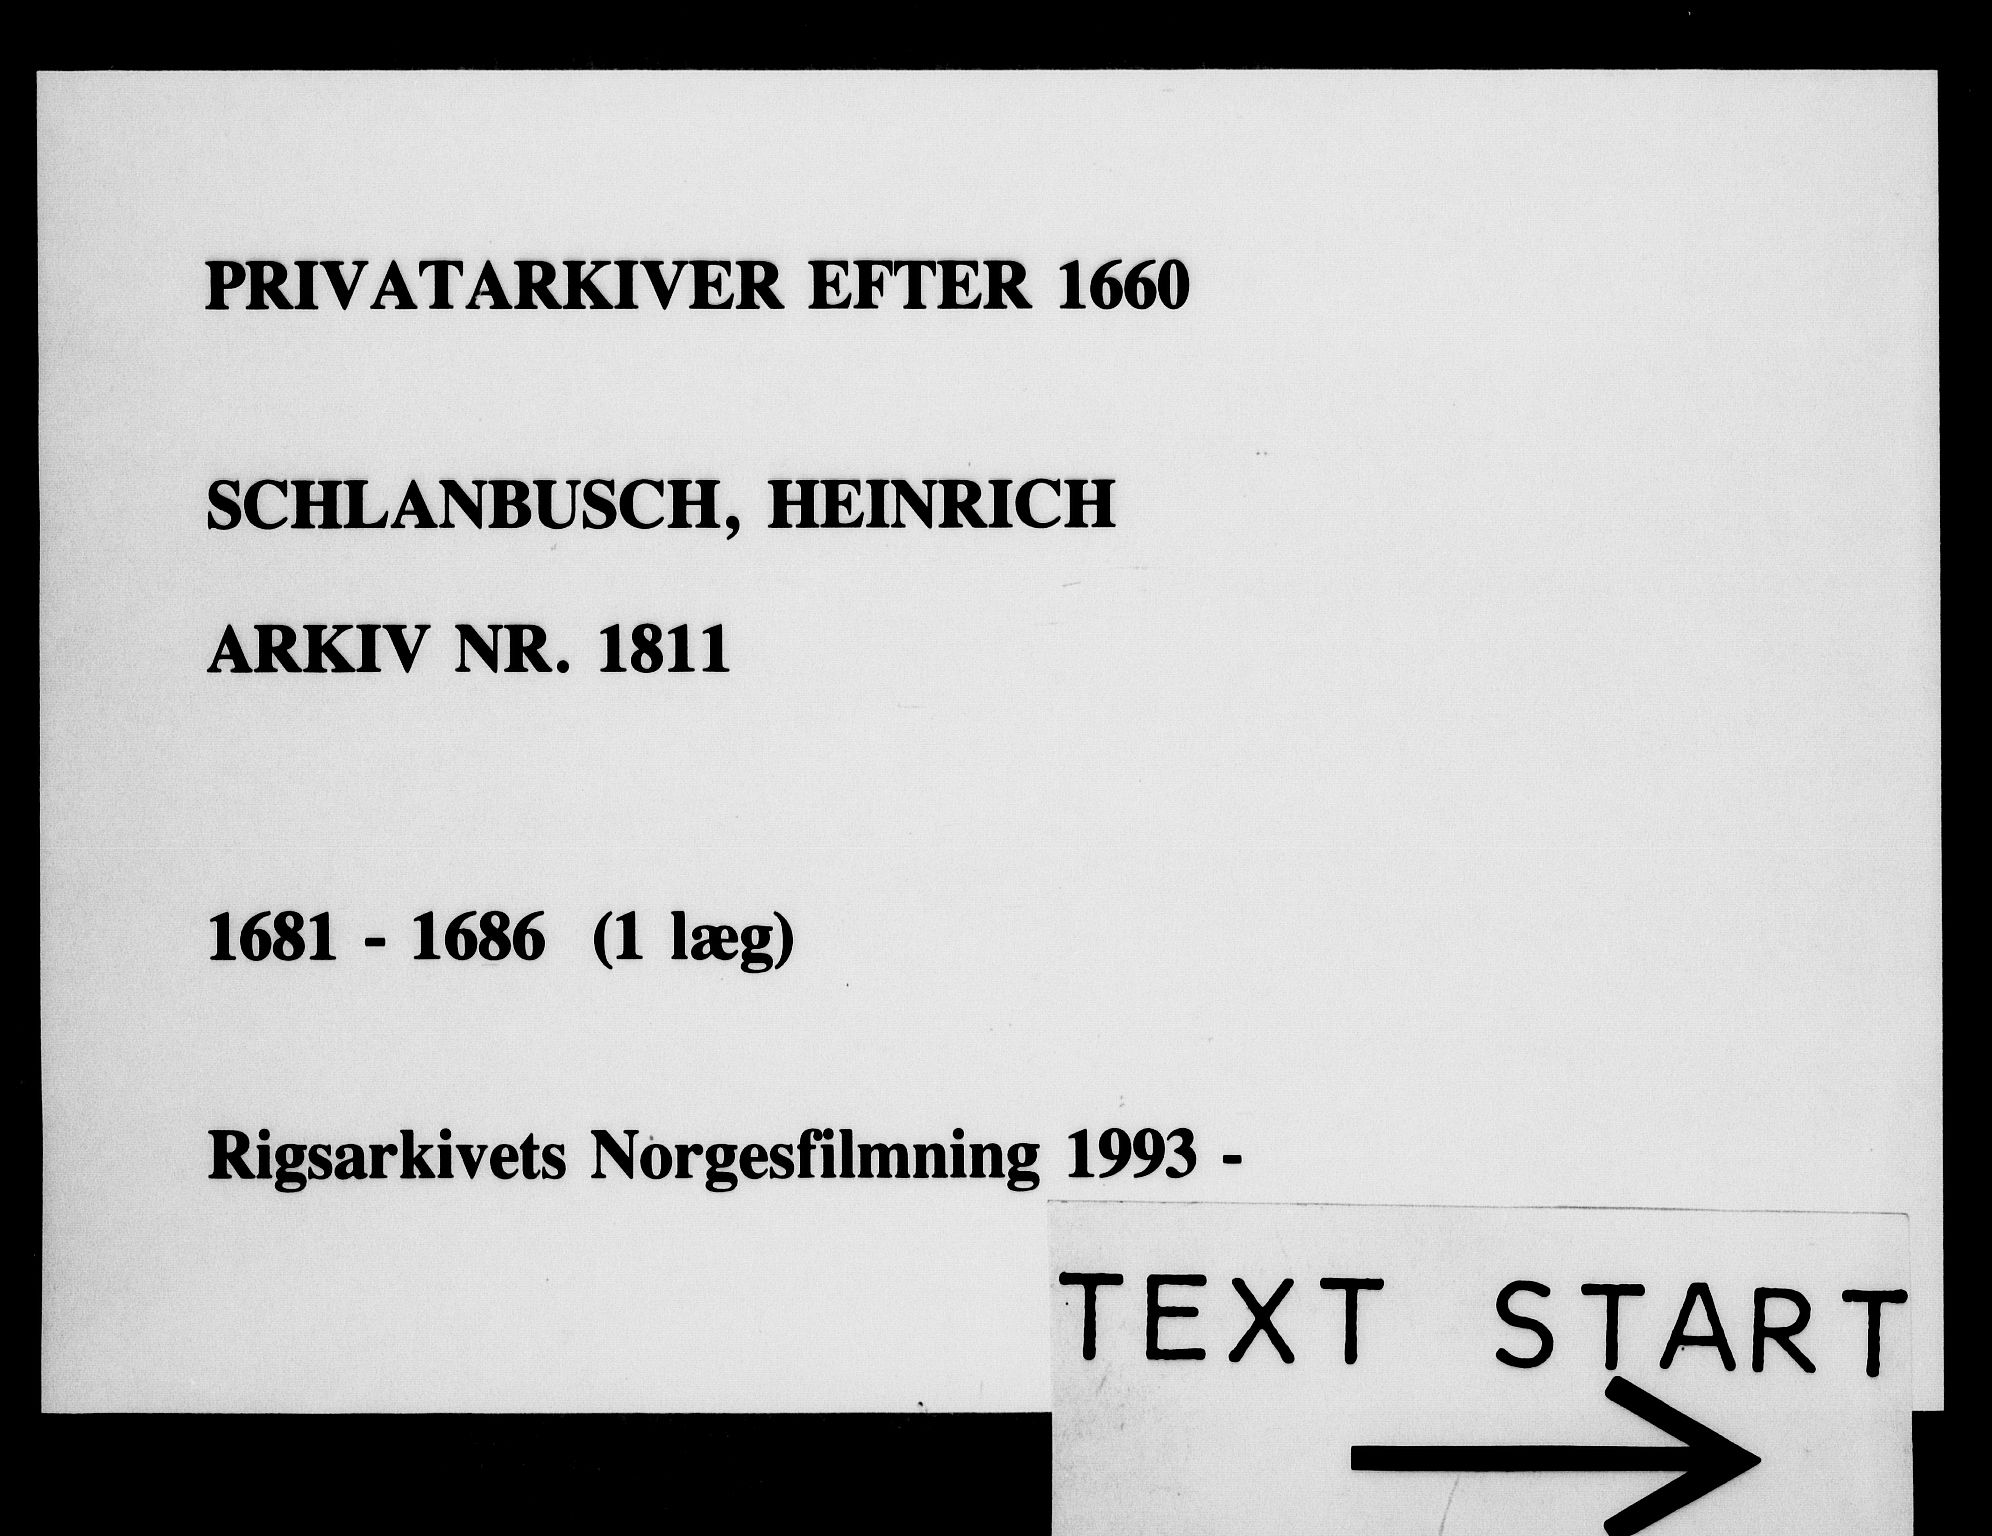 PRIVATARKIVER EFTER 1660
SCHLANBUSCH, HEINRICH
ARKIV NR. 1811
1681 - 1686 (1 læg)
Rigsarkivets Norgesfilmning 1993 -
TEXT START